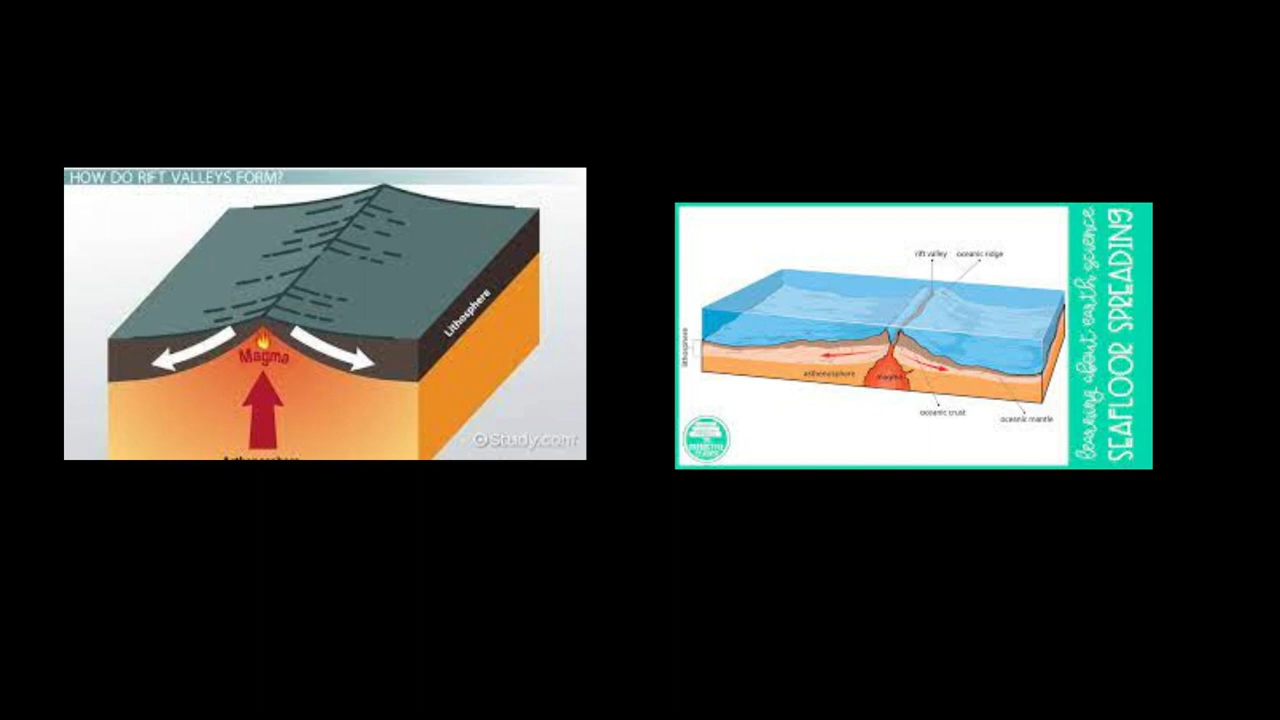 HOW DO RIFT VALLEYS FORM?
Magma
Lithosphere
Study.com
rift valley
oceanic ridge
lithosphere
asthenosphere
magma
oceanic crust
oceanic mantle
learning about earth science
SEAFLOOR SPREADING